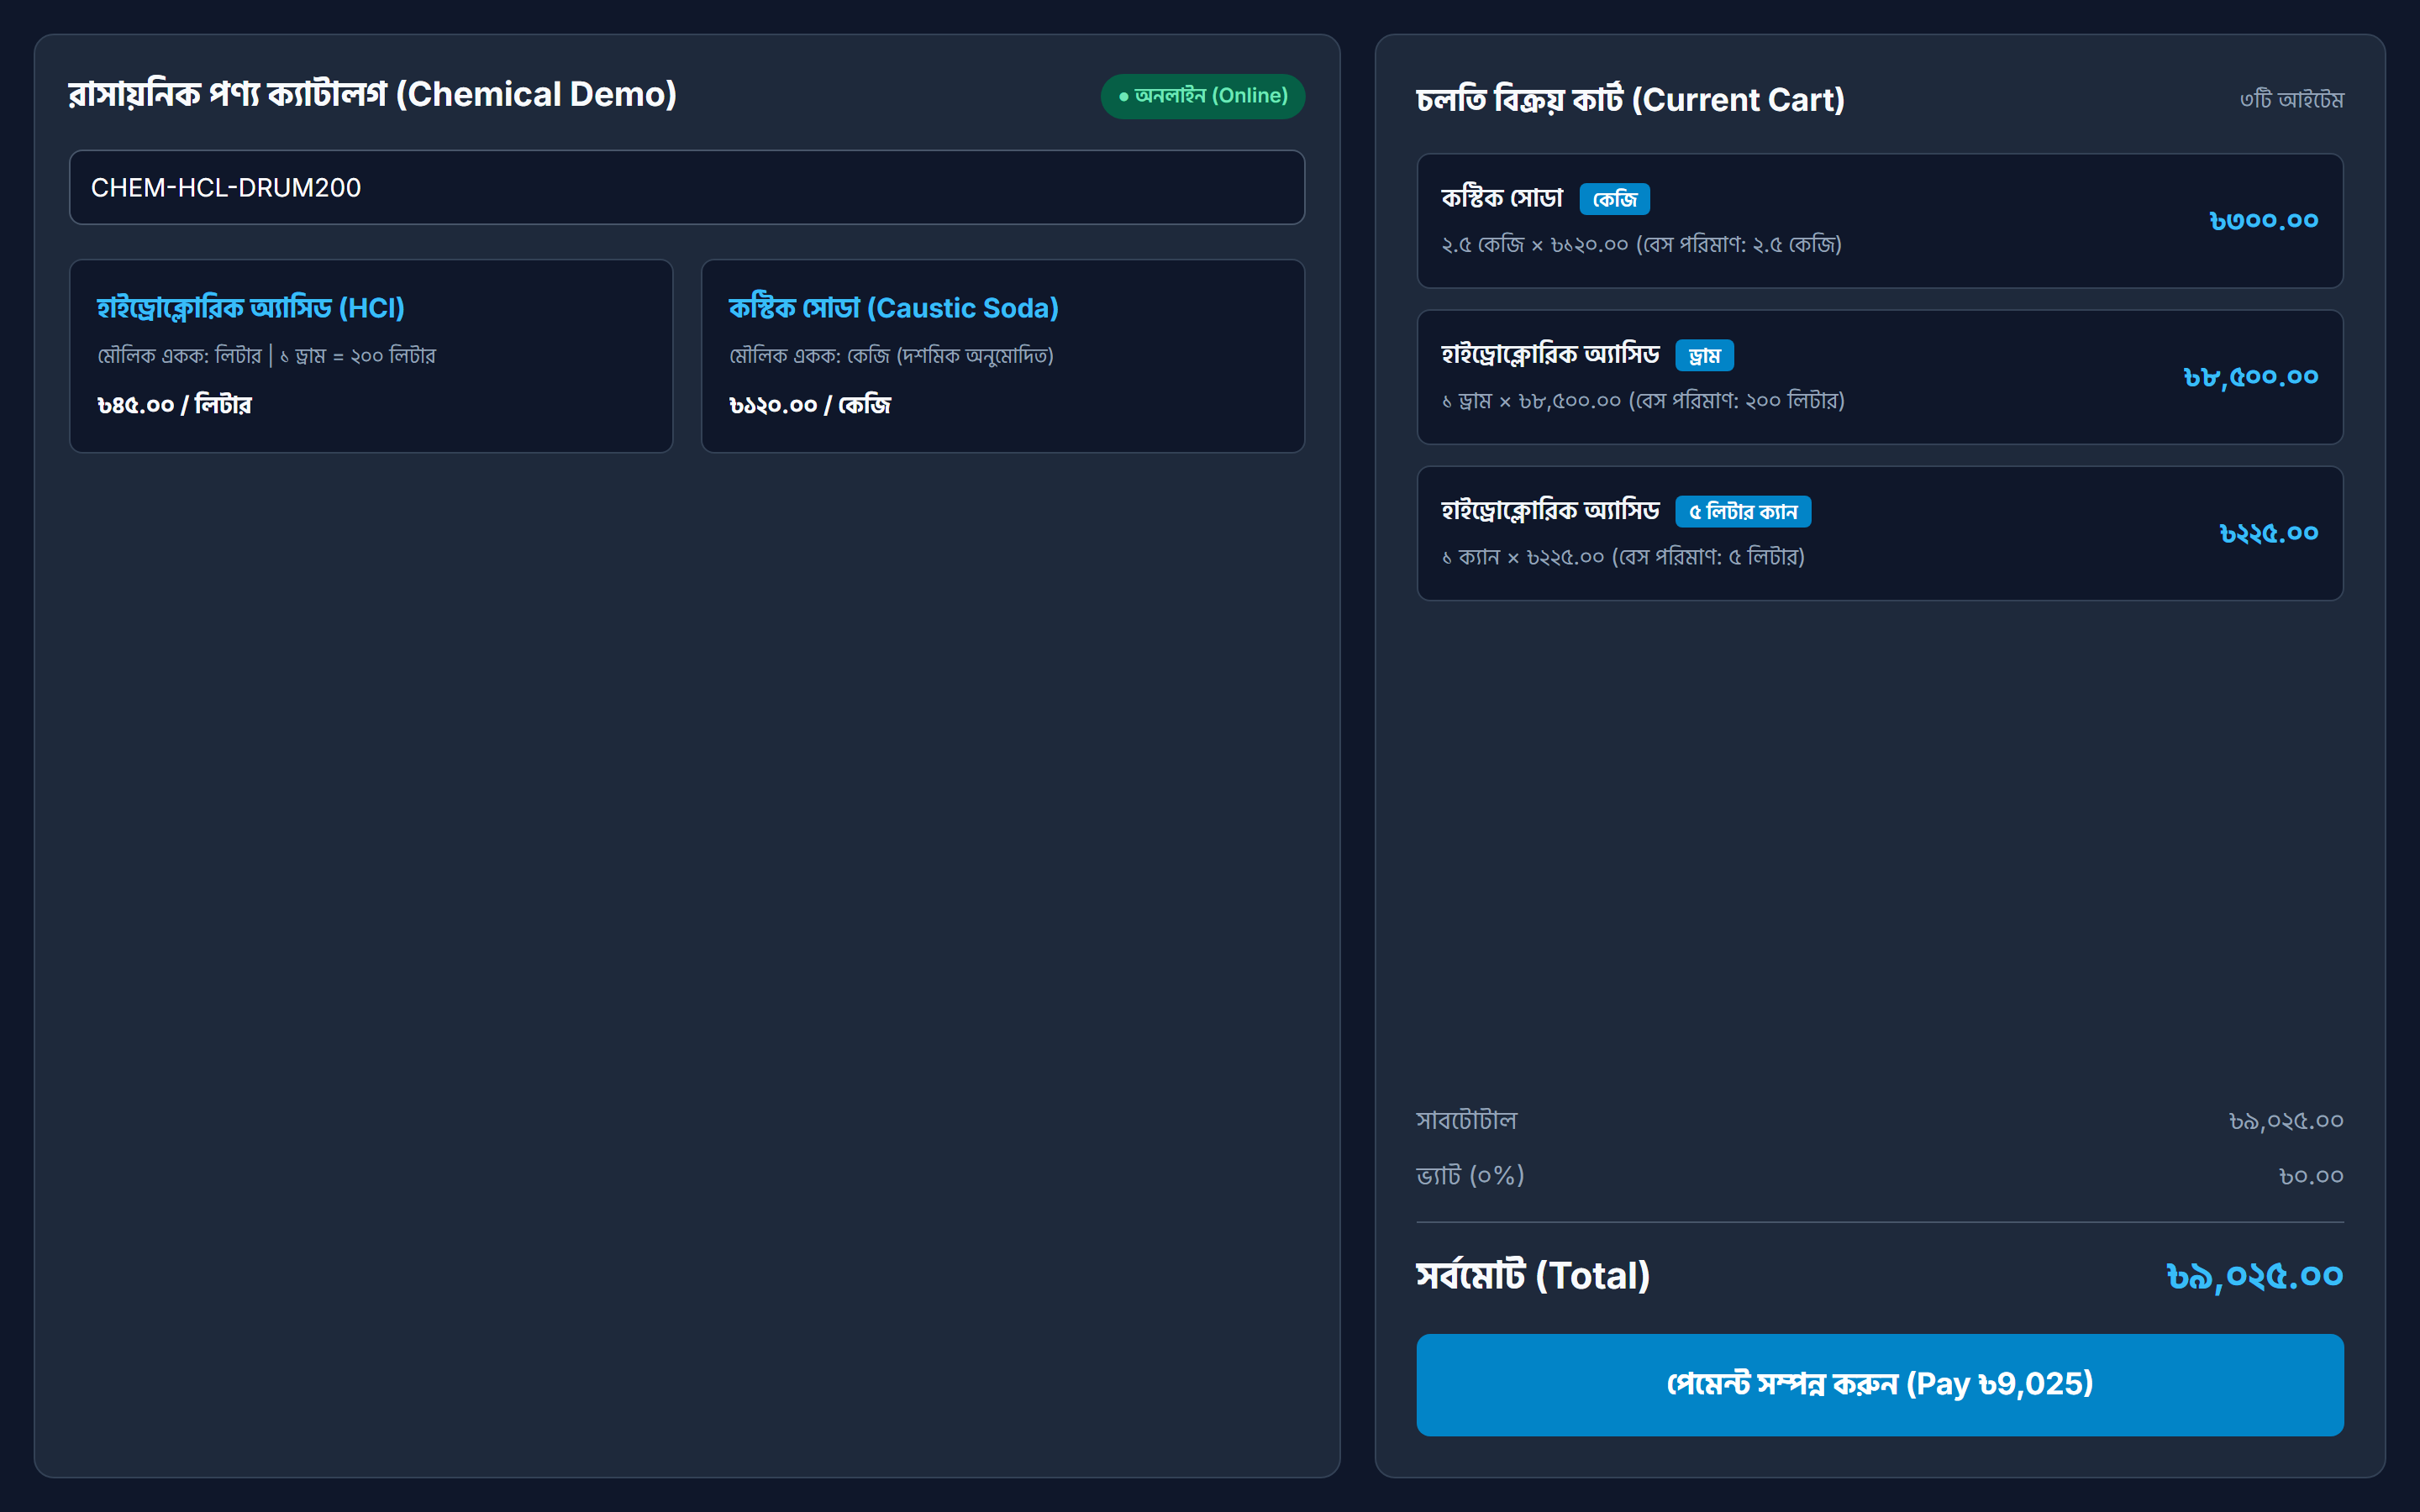 রাসায়নিক পণ্য ক্যাটালগ (Chemical Demo)
● অনলাইন (Online)
CHEM-HCL-DRUM200
হাইড্রোক্লোরিক অ্যাসিড (HCl)
মৌলিক একক: লিটার | ১ ড্রাম = ২০০ লিটার
৳৪৫.০০ / লিটার
কস্টিক সোডা (Caustic Soda)
মৌলিক একক: কেজি (দশমিক অনুমোদিত)
৳১২০.০০ / কেজি
চলতি বিক্রয় কার্ট (Current Cart)
৩টি আইটেম
কস্টিক সোডা কেজি
২.৫ কেজি × ৳১২০.০০ (বেস পরিমাণ: ২.৫ কেজি)
৳৩০০.০০
হাইড্রোক্লোরিক অ্যাসিড ড্রাম
১ ড্রাম × ৳৮,৫০০.০০ (বেস পরিমাণ: ২০০ লিটার)
৳৮,৫০০.০০
হাইড্রোক্লোরিক অ্যাসিড ৫ লিটার ক্যান
১ ক্যান × ৳২২৫.০০ (বেস পরিমাণ: ৫ লিটার)
৳২২৫.০০
সাবটোটাল ৳৯,০২৫.০০
ভ্যাট (০%) ৳০.০০
সর্বমোট (Total) ৳৯,০২৫.০০
পেমেন্ট সম্পন্ন করুন (Pay ৳9,025)